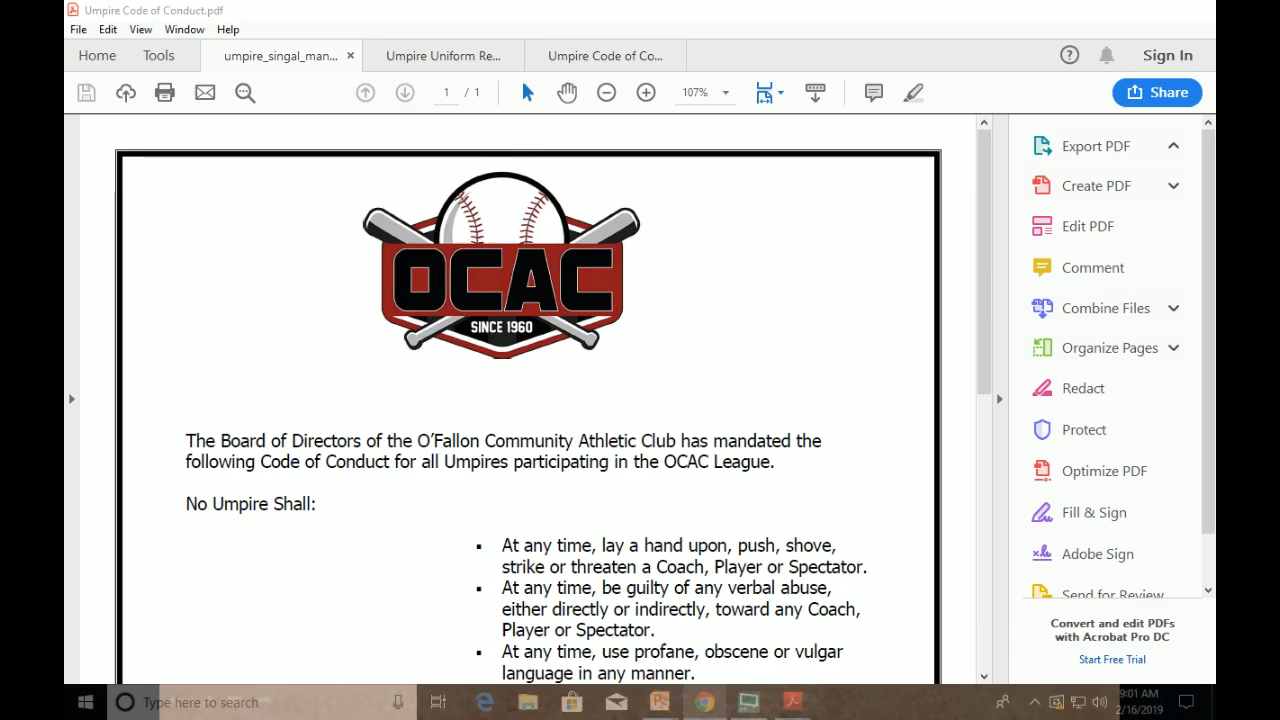 Umpire Code of Conduct.pdf
File Edit View Window Help
Home Tools umpire_singal_man... × Umpire Uniform Re... Umpire Code of Co... Sign In
1 / 1 107% Share
Export PDF
Create PDF
Edit PDF
Comment
Combine Files
Organize Pages
Redact
Protect
Optimize PDF
Fill & Sign
Adobe Sign
Send for Review
Convert and edit PDFs
with Acrobat Pro DC
Start Free Trial
OCAC
SINCE 1960
The Board of Directors of the O’Fallon Community Athletic Club has mandated the
following Code of Conduct for all Umpires participating in the OCAC League.
No Umpire Shall:
▪ At any time, lay a hand upon, push, shove,
strike or threaten a Coach, Player or Spectator.
▪ At any time, be guilty of any verbal abuse,
either directly or indirectly, toward any Coach,
Player or Spectator.
▪ At any time, use profane, obscene or vulgar
language in any manner.
Type here to search
9:01 AM
2/16/2019